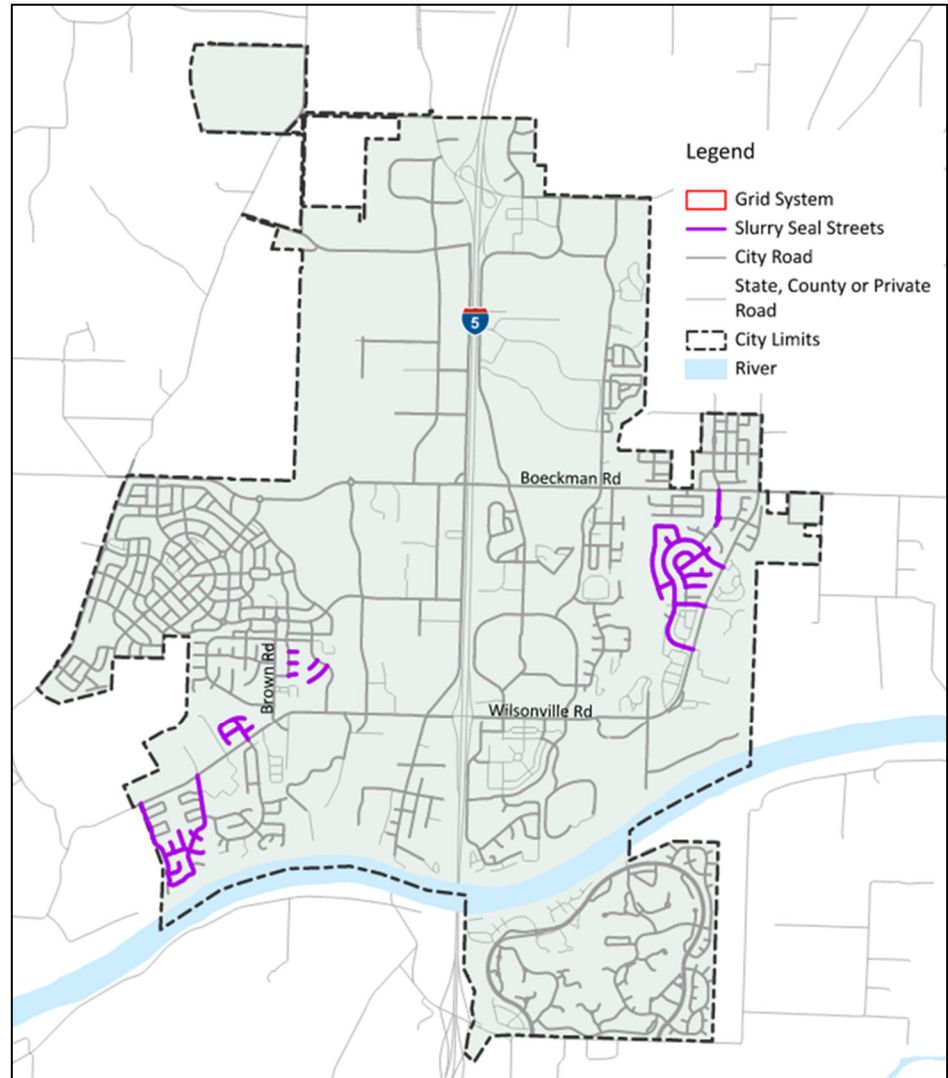 Legend
Grid System
Slurry Seal Streets
City Road
State, County or Private
Road
City Limits
River
5
Boeckman Rd
Brown Rd
Wilsonville Rd